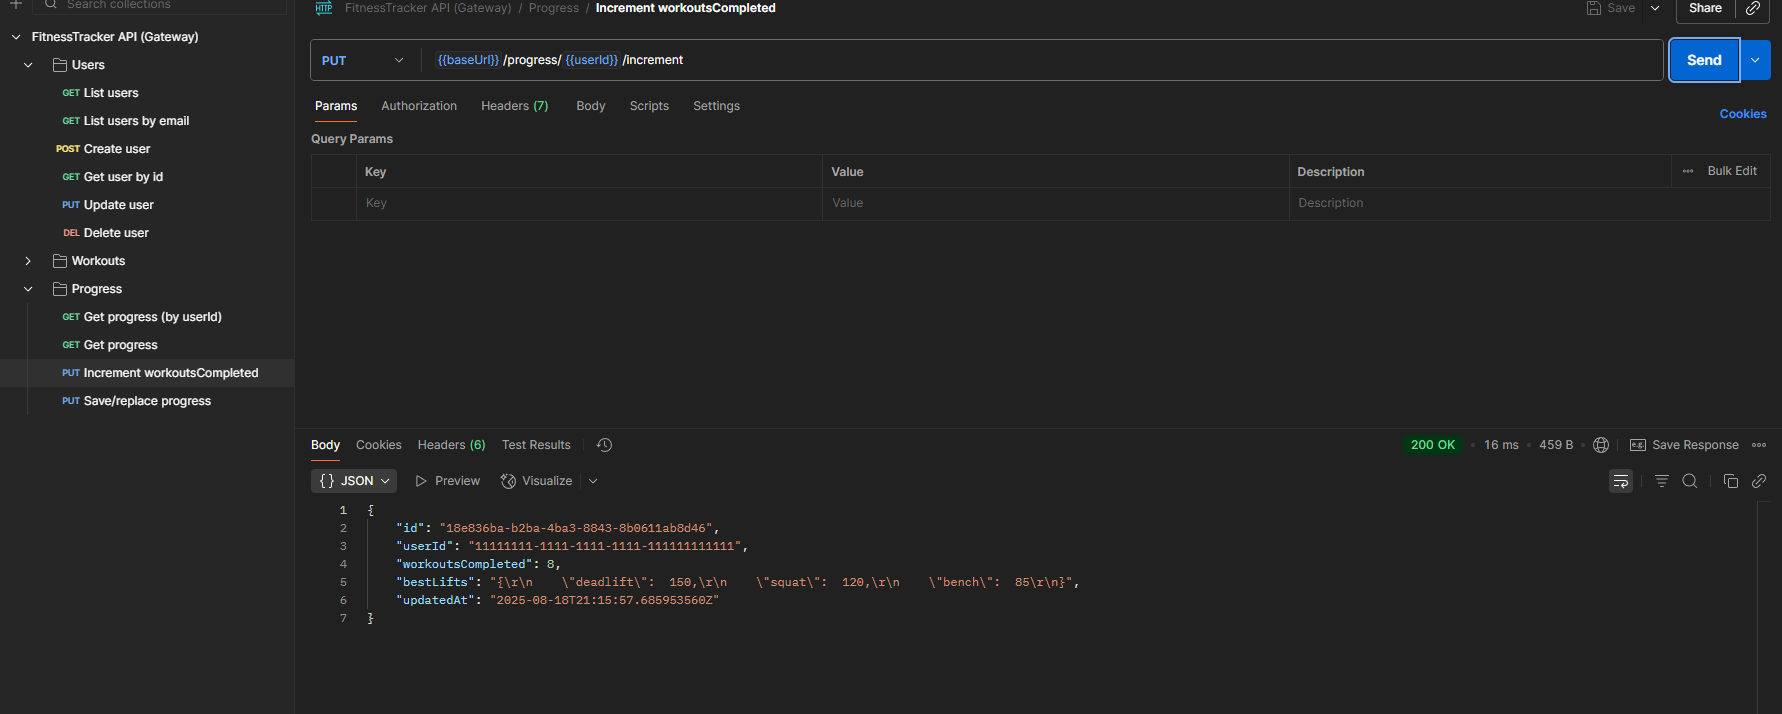 Search collections
HTTP FitnessTracker API (Gateway) / Progress / Increment workoutsCompleted
Save
Share
FitnessTracker API (Gateway)
Users
GET List users
GET List users by email
POST Create user
GET Get user by id
PUT Update user
DEL Delete user
Workouts
Progress
GET Get progress (by userId)
GET Get progress
PUT Increment workoutsCompleted
PUT Save/replace progress
PUT {{baseUrl}} /progress/ {{userId}} /increment
Send
Params Authorization Headers (7) Body Scripts Settings
Cookies
Query Params
Key Value Description Bulk Edit
Key Value Description
Body Cookies Headers (6) Test Results
200 OK • 16 ms • 459 B • e.g. Save Response
{} JSON Preview Visualize
1 {
2 "id": "18e836ba-b2ba-4ba3-8843-8b0611ab8d46",
3 "userId": "11111111-1111-1111-1111-111111111111",
4 "workoutsCompleted": 8,
5 "bestLifts": "{\r\n    \"deadlift\":  150,\r\n    \"squat\":  120,\r\n    \"bench\":  85\r\n}",
6 "updatedAt": "2025-08-18T21:15:57.685953560Z"
7 }